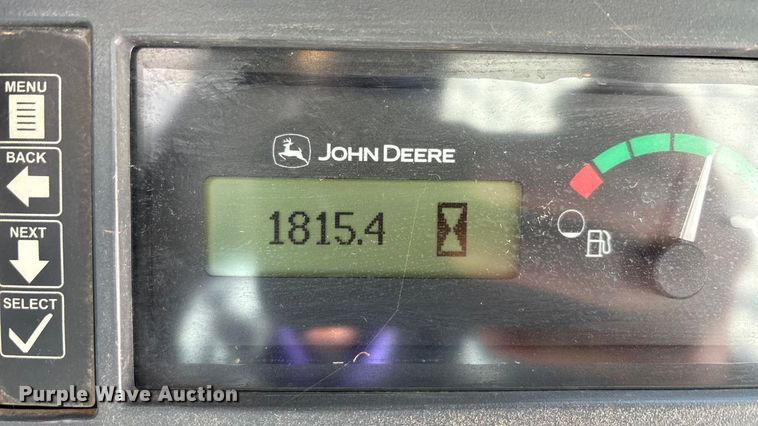 MENU
BACK
NEXT
SELECT
JOHN DEERE
1815.4
Purple Wave Auction